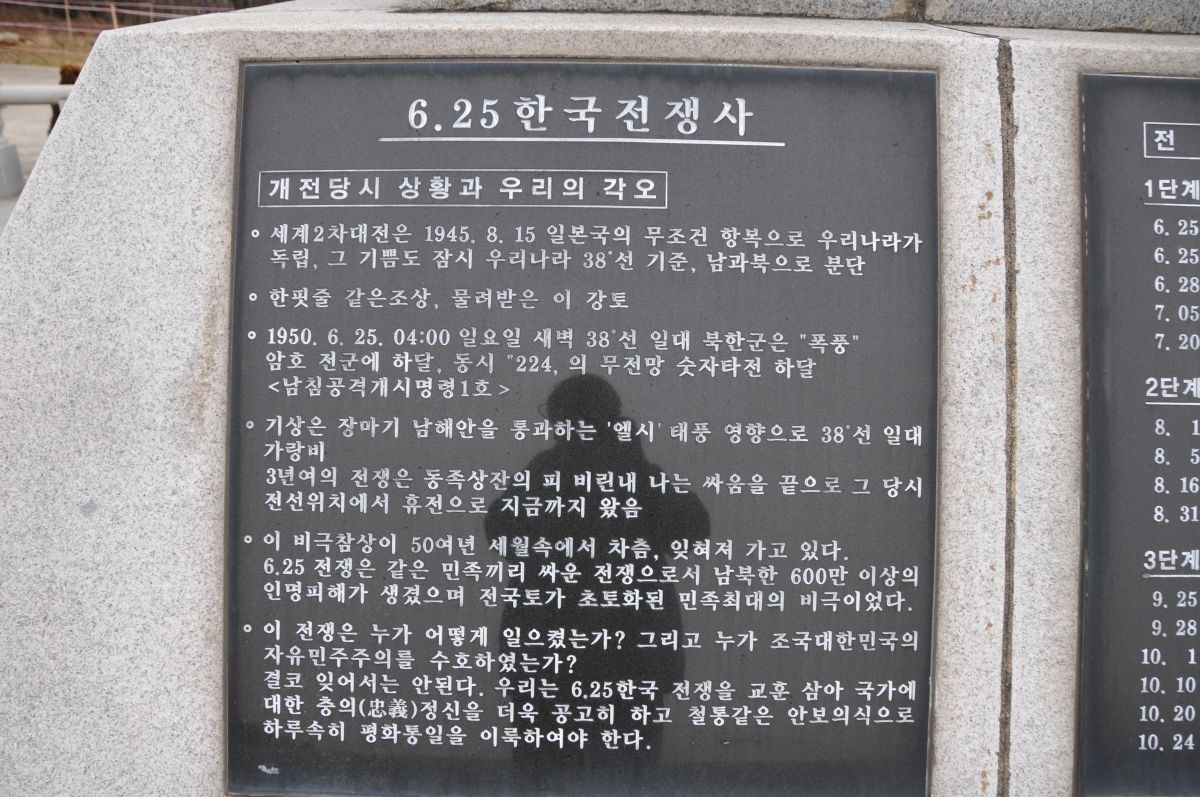 6.25한국전쟁사
개전당시 상황과 우리의 각오
세계2차대전은 1945. 8. 15 일본국의 무조건 항복으로 우리나라가
독립, 그 기쁨도 잠시 우리나라 38°선 기준, 남과북으로 분단
한핏줄 같은조상, 물려받은 이 강토
1950. 6. 25. 04:00 일요일 새벽 38°선 일대 북한군은 "폭풍"
암호 전군에 하달, 동시 "224, 의 무전망 숫자타전 하달
<남침공격개시명령1호>
기상은 장마기 남해안을 통과하는 '엘시' 태풍 영향으로 38°선 일대
가랑비
3년여의 전쟁은 동족상잔의 피 비린내 나는 싸움을 끝으로 그 당시
전선위치에서 휴전으로 지금까지 왔음
이 비극참상이 50여년 세월속에서 차츰, 잊혀져 가고 있다.
6.25 전쟁은 같은 민족끼리 싸운 전쟁으로서 남북한 600만 이상의
인명피해가 생겼으며 전국토가 초토화된 민족최대의 비극이었다.
이 전쟁은 누가 어떻게 일으켰는가? 그리고 누가 조국대한민국의
자유민주주의를 수호하였는가?
결코 잊어서는 안된다. 우리는 6.25한국 전쟁을 교훈 삼아 국가에
대한 충의(忠義)정신을 더욱 공고히 하고 철통같은 안보의식으로
하루속히 평화통일을 이룩하여야 한다.
전
1단계
6. 25
6. 25
6. 28
7. 05
7. 20
2단계
8. 1
8. 5
8. 16
8. 31
3단계
9. 25
9. 28
10. 1
10. 10
10. 20
10. 24